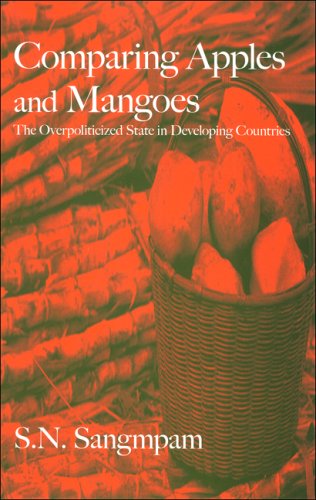 Comparing Apples
and Mangoes
The Overpoliticized State in Developing Countries
S.N. Sangmpam